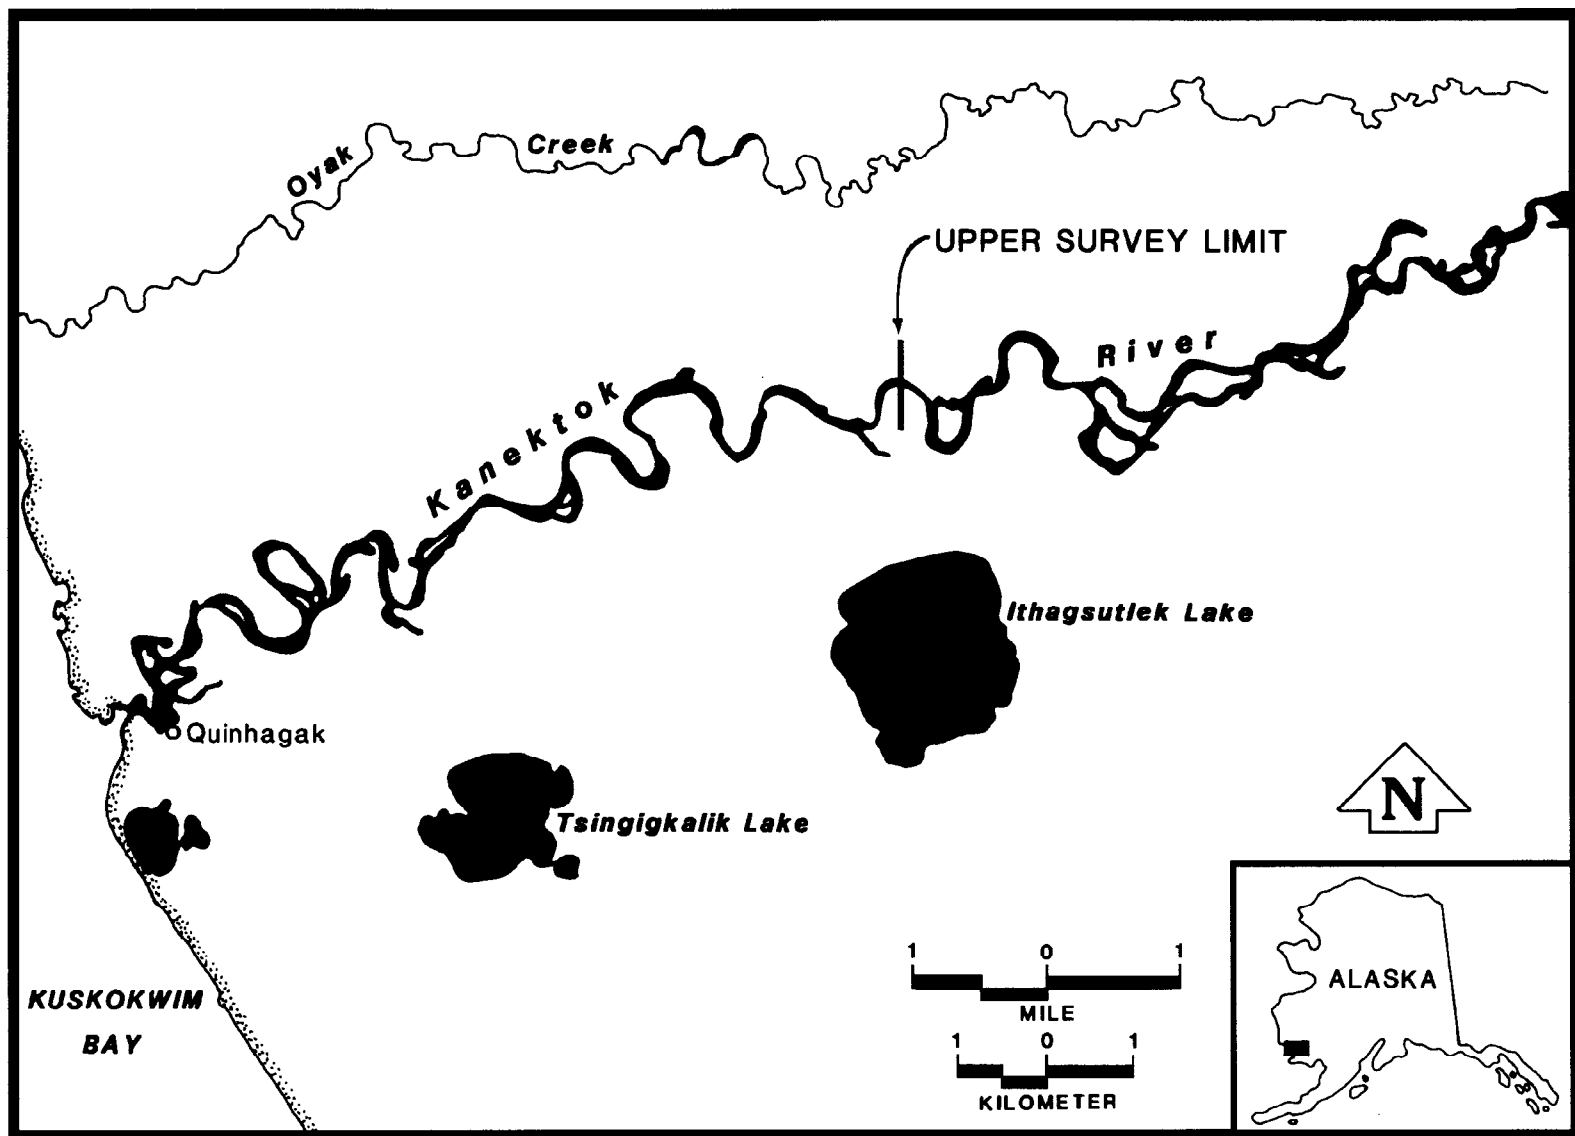 Oyak Creek
UPPER SURVEY LIMIT
Kanektok River
Ithagsutlek Lake
Quinhagak
Tsingigkalik Lake
N
KUSKOKWIM
BAY
1 0 1
MILE
1 0 1
KILOMETER
ALASKA